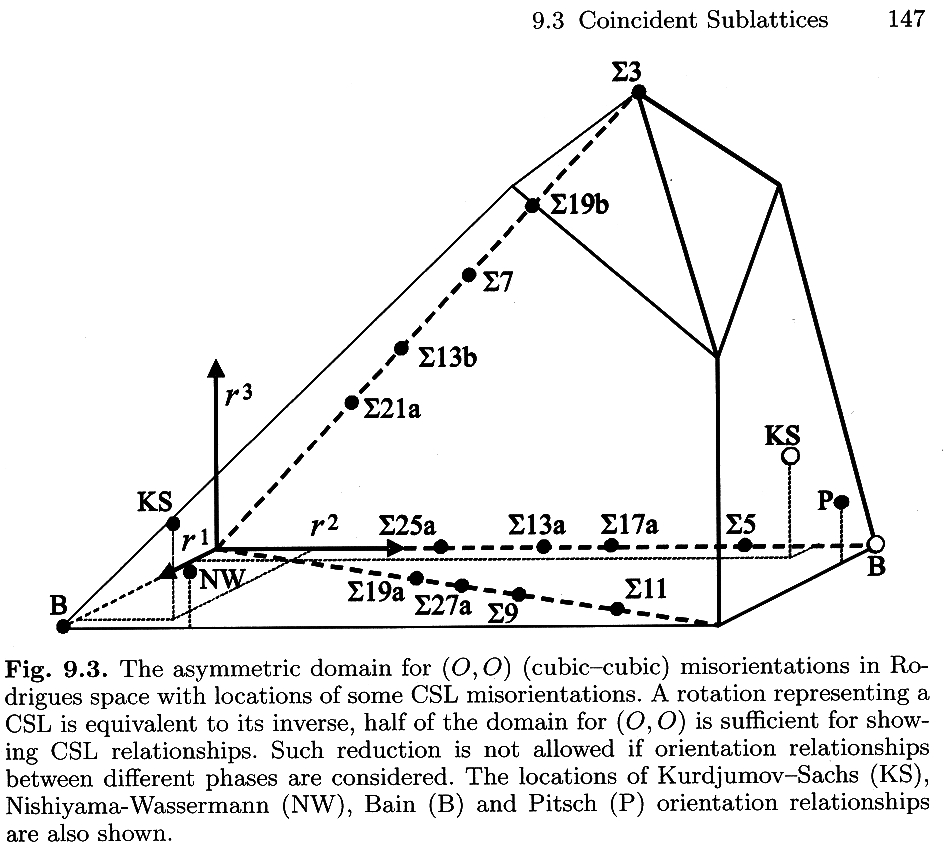 9.3 Coincident Sublattices 147
Σ3
Σ19b
Σ7
Σ13b
Σ21a
r3
KS
KS
P
r1
r2
Σ25a
Σ13a
Σ17a
Σ5
B
NW
Σ19a
Σ27a
Σ9
Σ11
B
Fig. 9.3. The asymmetric domain for (O, O) (cubic–cubic) misorientations in Ro-
drigues space with locations of some CSL misorientations. A rotation representing a
CSL is equivalent to its inverse, half of the domain for (O, O) is sufficient for show-
ing CSL relationships. Such reduction is not allowed if orientation relationships
between different phases are considered. The locations of Kurdjumov–Sachs (KS),
Nishiyama-Wassermann (NW), Bain (B) and Pitsch (P) orientation relationships
are also shown.